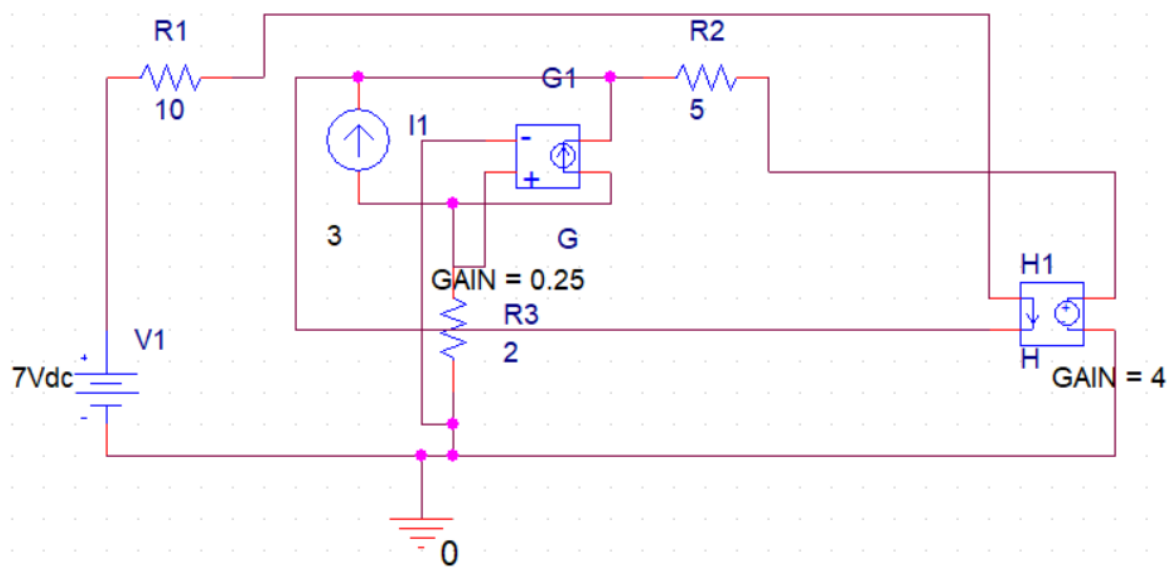 R1
10
R2
5
G1
I1
-
+
3
G
GAIN = 0.25
R3
2
H1
+
-
H
GAIN = 4
V1
+
7Vdc
-
0